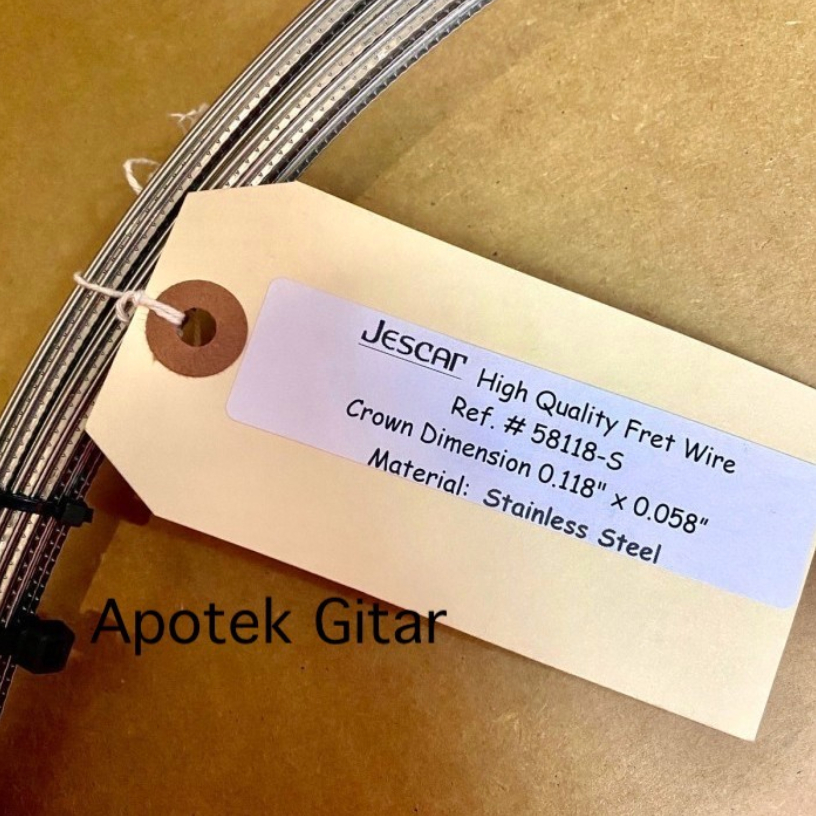 Jescar High Quality Fret Wire
Ref. # 58118-S
Crown Dimension 0.118" x 0.058"
Material: Stainless Steel
Apotek Gitar